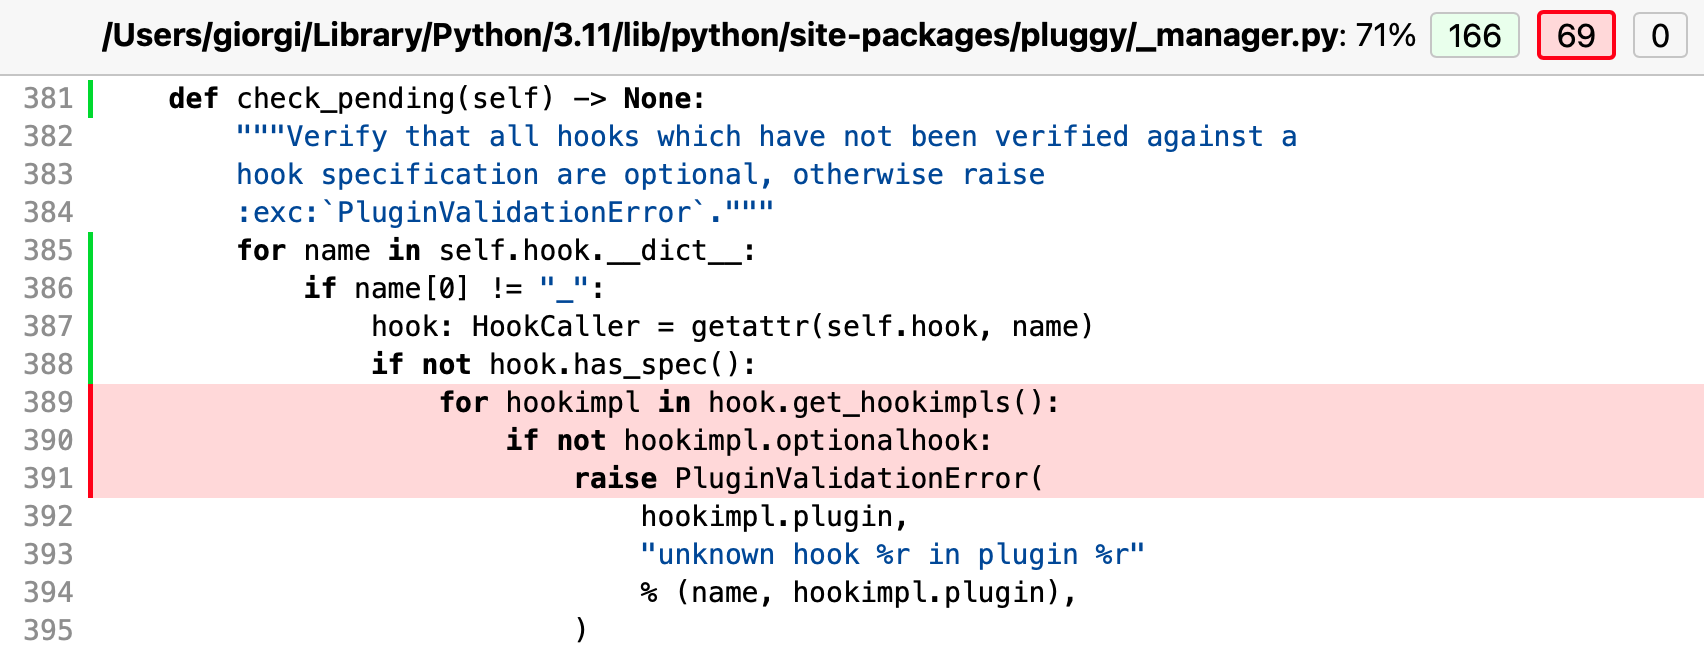 /Users/giorgi/Library/Python/3.11/lib/python/site-packages/pluggy/_manager.py: 71% 166 69 0
381     def check_pending(self) -> None:
382         """Verify that all hooks which have not been verified against a
383         hook specification are optional, otherwise raise
384         :exc:`PluginValidationError`."""
385         for name in self.hook.__dict__:
386             if name[0] != "_":
387                 hook: HookCaller = getattr(self.hook, name)
388                 if not hook.has_spec():
389                     for hookimpl in hook.get_hookimpls():
390                         if not hookimpl.optionalhook:
391                             raise PluginValidationError(
392                                 hookimpl.plugin,
393                                 "unknown hook %r in plugin %r"
394                                 % (name, hookimpl.plugin),
395                             )